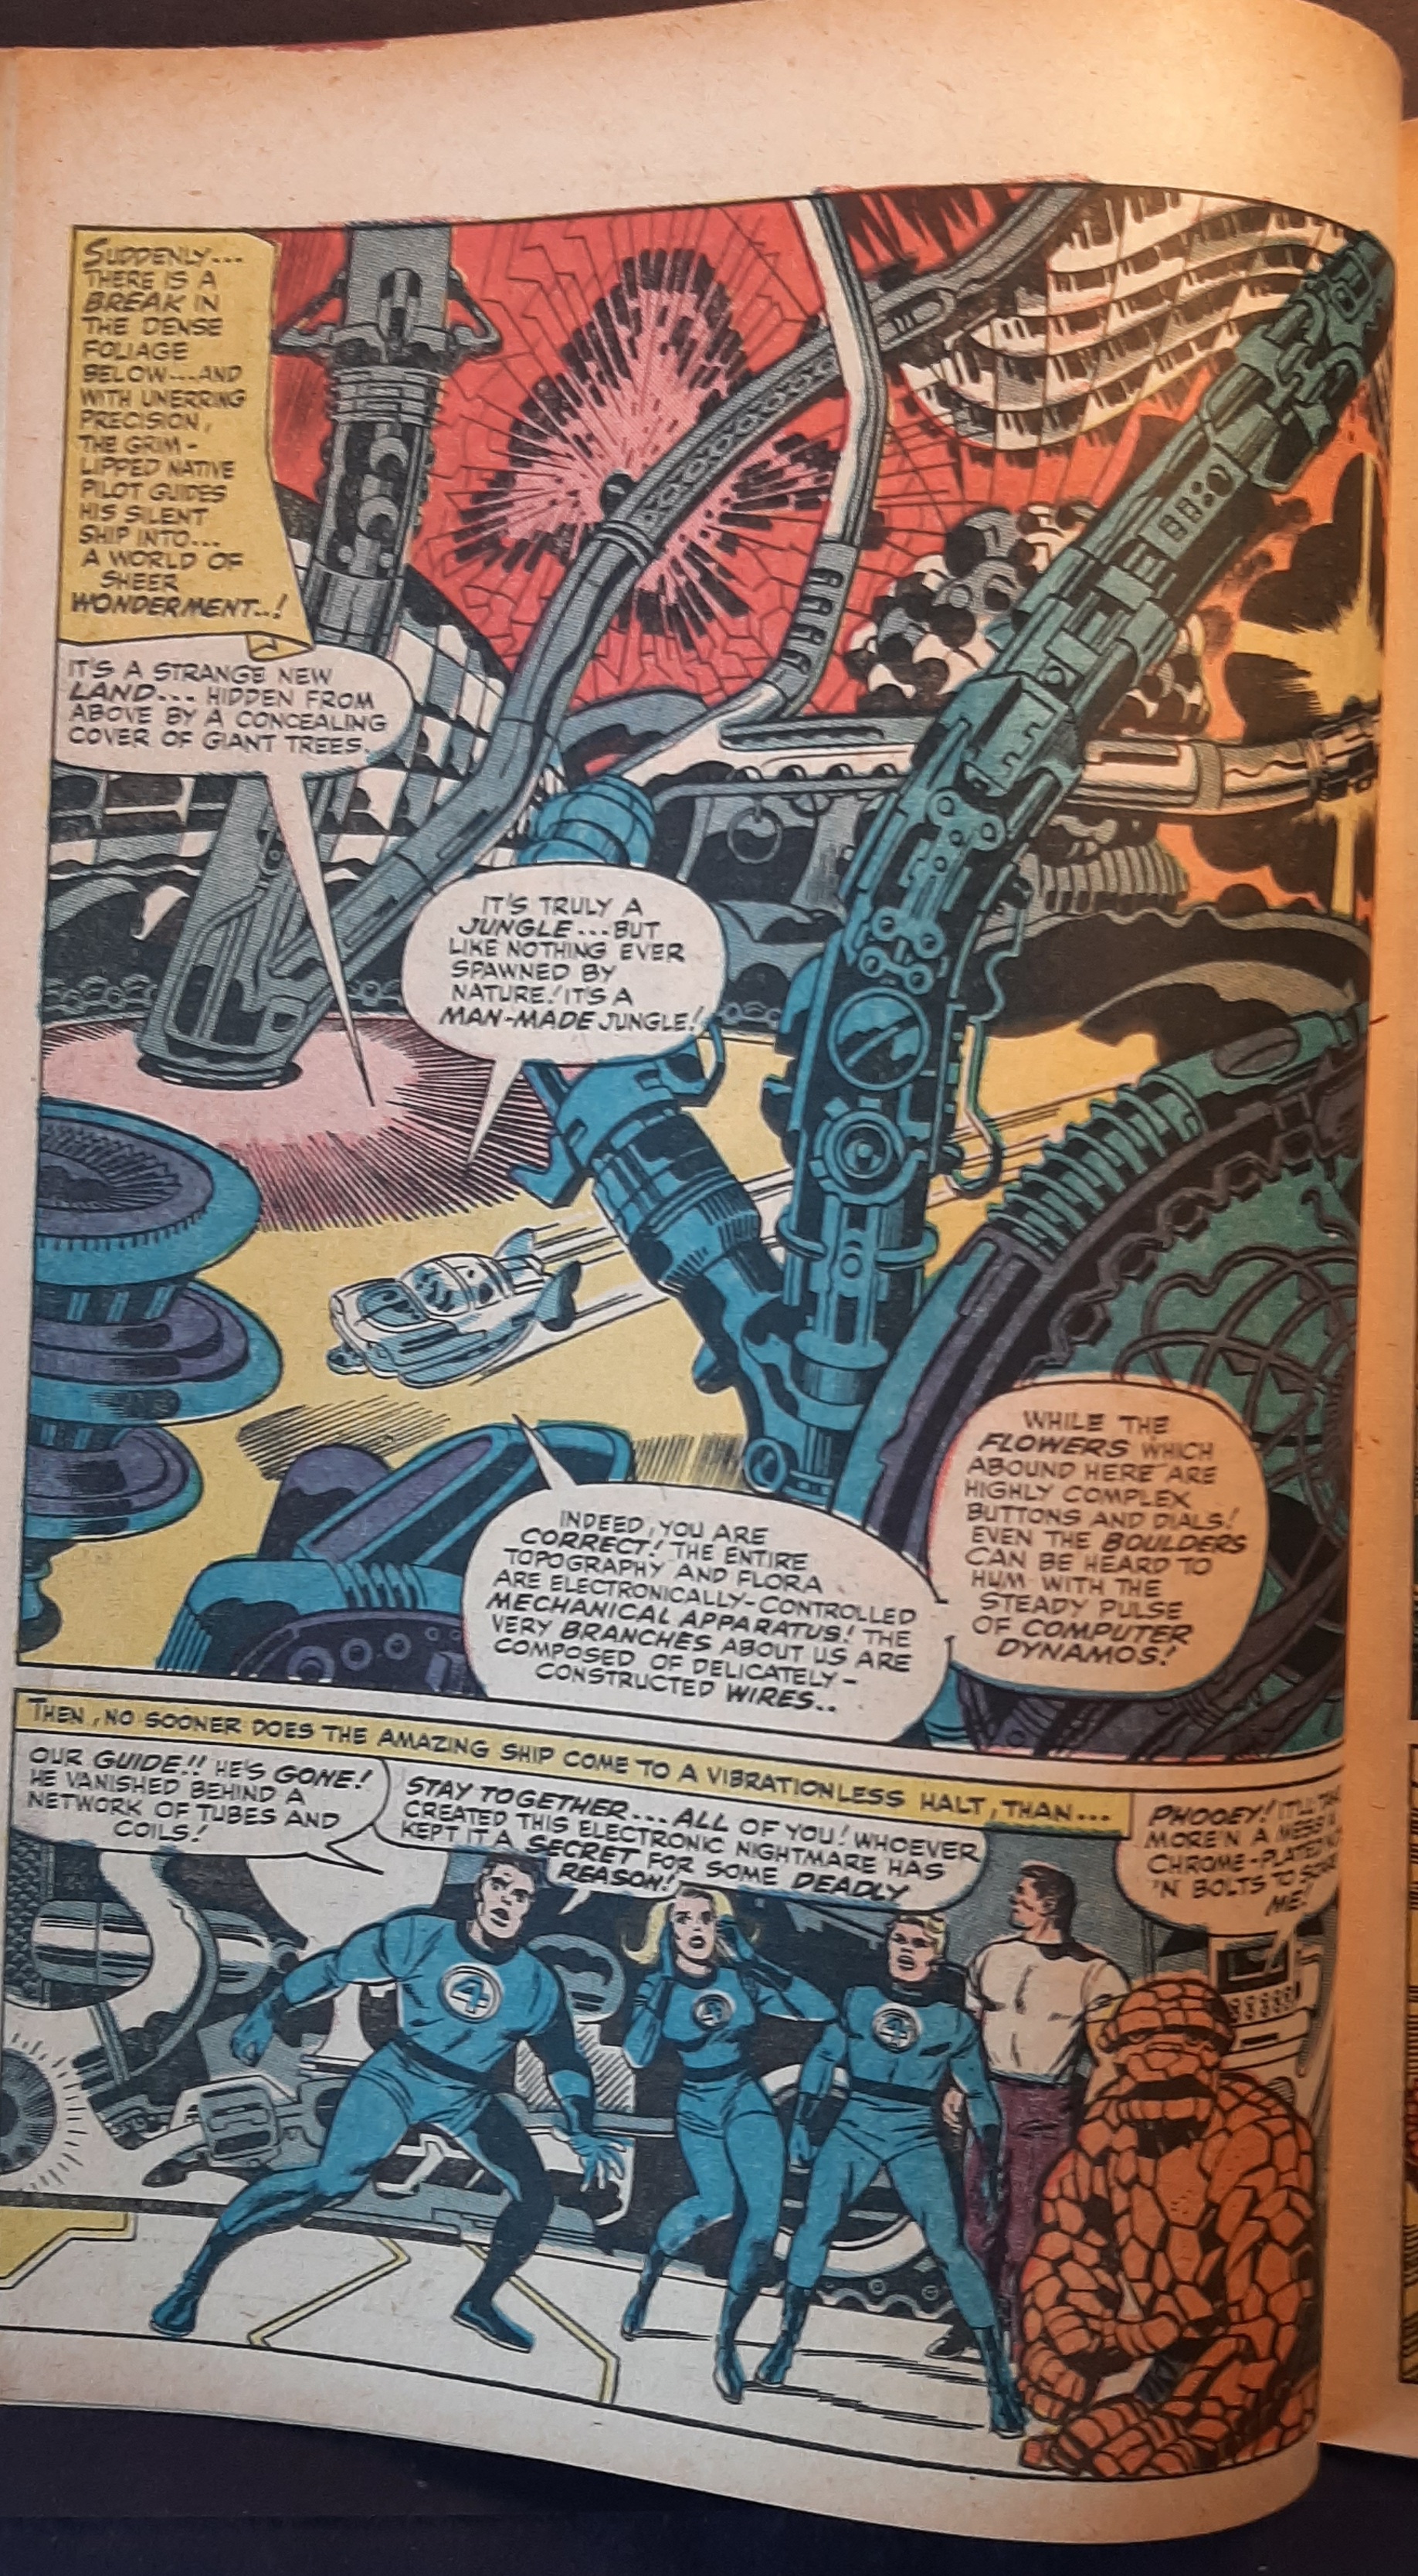 SUDDENLY...
THERE IS A
BREAK IN
THE DENSE
FOLIAGE
BELOW---AND
WITH UNERRING
PRECISION,
THE GRIM-
LIPPED NATIVE
PILOT GUIDES
HIS SILENT
SHIP INTO...
A WORLD OF
SHEER
WONDERMENT..!
IT'S A STRANGE NEW
LAND... HIDDEN FROM
ABOVE BY A CONCEALING
COVER OF GIANT TREES.
IT'S TRULY A
JUNGLE...BUT
LIKE NOTHING EVER
SPAWNED BY
NATURE! IT'S A
MAN-MADE JUNGLE!
INDEED, YOU ARE
CORRECT! THE ENTIRE
TOPOGRAPHY AND FLORA
ARE ELECTRONICALLY-CONTROLLED
MECHANICAL APPARATUS! THE
VERY BRANCHES ABOUT US ARE
COMPOSED OF DELICATELY-
CONSTRUCTED WIRES..
WHILE THE
FLOWERS WHICH
ABOUND HERE ARE
HIGHLY COMPLEX
BUTTONS AND DIALS!
EVEN THE BOULDERS
CAN BE HEARD TO
HUM WITH THE
STEADY PULSE
OF COMPUTER
DYNAMOS!
THEN, NO SOONER DOES THE AMAZING SHIP COME TO A VIBRATIONLESS HALT, THAN...
OUR GUIDE!! HE'S GONE!
HE VANISHED BEHIND A
NETWORK OF TUBES AND
COILS!
STAY TOGETHER... ALL OF YOU! WHOEVER
CREATED THIS ELECTRONIC NIGHTMARE HAS
KEPT IT A SECRET FOR SOME DEADLY
REASON!
PHOOEY! IT'LL
MORE'N A MESS
CHROME-PLATED
'N BOLTS TO
ME!
4
4
4